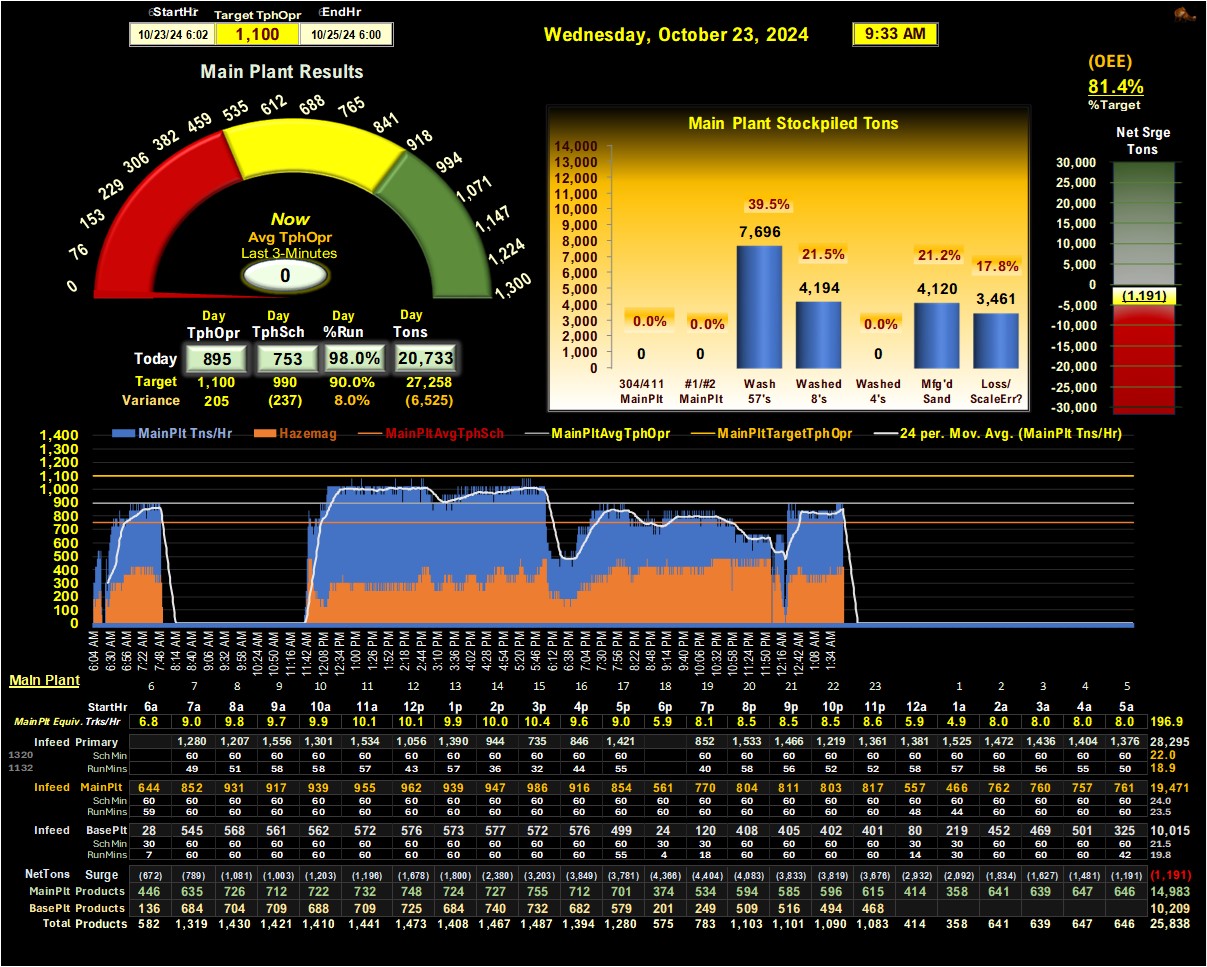 StartHr Target TphOpr EndHr
10/23/24 6:02 1,100 10/25/24 6:00
Wednesday, October 23, 2024 9:33 AM
(OEE)
81.4%
%Target
Main Plant Results
0 76 153 229 306 382 459 535 612 688 765 841 918 994 1,071 1,147 1,224 1,300
Now
Avg TphOpr
Last 3-Minutes
0
Day Day Day Day
TphOpr TphSch %Run Tons
Today 895 753 98.0% 20,733
Target 1,100 990 90.0% 27,258
Variance 205 (237) 8.0% (6,525)
Main Plant Stockpiled Tons
14,000
13,000
12,000
11,000
10,000
9,000
8,000
7,000
6,000
5,000
4,000
3,000
2,000
1,000
0
0.0% 0.0% 39.5% 21.5% 0.0% 21.2% 17.8%
0 0 7,696 4,194 0 4,120 3,461
304/411 #1/#2 Wash Washed Washed Mfg'd Loss/
MainPlt MainPlt 57's 8's 4's Sand ScaleErr?
Net Srge
Tons
30,000
25,000
20,000
15,000
10,000
5,000
0
(1,191)
-5,000
-10,000
-15,000
-20,000
-25,000
-30,000
MainPlt Tns/Hr Hazemag MainPltAvgTphSch MainPltAvgTphOpr MainPltTargetTphOpr 24 per. Mov. Avg. (MainPlt Tns/Hr)
1,400
1,300
1,200
1,100
1,000
900
800
700
600
500
400
300
200
100
0
6:04 AM 6:30 AM 6:56 AM 7:22 AM 7:48 AM 8:14 AM 8:40 AM 9:06 AM 9:32 AM 9:58 AM 10:24 AM 10:50 AM 11:16 AM 11:42 AM 12:08 PM 12:34 PM 1:00 PM 1:26 PM 1:52 PM 2:18 PM 2:44 PM 3:10 PM 3:36 PM 4:02 PM 4:28 PM 4:54 PM 5:20 PM 5:46 PM 6:12 PM 6:38 PM 7:04 PM 7:30 PM 7:56 PM 8:22 PM 8:48 PM 9:14 PM 9:40 PM 10:06 PM 10:32 PM 10:58 PM 11:24 PM 11:50 PM 12:16 AM 12:42 AM 1:08 AM 1:34 AM
Main Plant 6 7 8 9 10 11 12 13 14 15 16 17 18 19 20 21 22 23 1 2 3 4 5
StartHr 6a 7a 8a 9a 10a 11a 12p 1p 2p 3p 4p 5p 6p 7p 8p 9p 10p 11p 12a 1a 2a 3a 4a 5a
MainPlt Equiv. Trks/Hr 6.8 9.0 9.8 9.7 9.9 10.1 10.1 9.9 10.0 10.4 9.6 9.0 5.9 8.1 8.5 8.5 8.5 8.6 5.9 4.9 8.0 8.0 8.0 8.0 196.9
Infeed Primary 1,280 1,207 1,556 1,301 1,534 1,056 1,390 944 735 846 1,421 852 1,533 1,466 1,219 1,361 1,381 1,525 1,472 1,436 1,404 1,376 28,295
1320 Sch Min 60 60 60 60 60 60 60 60 60 60 60 60 60 60 60 60 60 60 60 60 60 60 22.0
1132 RunMins 49 51 58 58 57 43 57 36 32 44 55 40 58 56 52 52 58 57 58 56 55 50 18.9
Infeed MainPlt 644 852 931 917 939 955 962 939 947 986 916 854 561 770 804 811 803 817 557 466 762 760 757 761 19,471
Sch Min 60 60 60 60 60 60 60 60 60 60 60 60 60 60 60 60 60 60 60 60 60 60 60 60 24.0
RunMins 59 60 60 60 60 60 60 60 60 60 60 60 60 60 60 60 60 60 48 44 60 60 60 60 23.5
Infeed BasePlt 28 545 568 561 562 572 576 573 577 572 576 499 24 120 408 405 402 401 80 219 452 469 501 325 10,015
Sch Min 30 60 60 60 60 60 60 60 60 60 60 60 30 30 60 60 60 60 30 30 60 60 60 60 21.5
RunMins 7 60 60 60 60 60 60 60 60 60 60 55 4 18 60 60 60 60 14 30 60 60 60 42 19.8
NetTons Surge (672) (789) (1,081) (1,003) (1,203) (1,196) (1,678) (1,800) (2,380) (3,203) (3,849) (3,781) (4,366) (4,404) (4,083) (3,833) (3,819) (3,676) (2,932) (2,092) (1,834) (1,627) (1,481) (1,191) (1,191)
MainPlt Products 446 635 726 712 722 732 748 724 727 755 712 701 374 534 594 585 596 615 414 358 641 639 647 646 14,983
BasePlt Products 136 684 704 709 688 709 725 684 740 732 682 579 201 249 509 516 494 468 10,209
Total Products 582 1,319 1,430 1,421 1,410 1,441 1,473 1,408 1,467 1,487 1,394 1,280 575 783 1,103 1,101 1,090 1,083 414 358 641 639 647 646 25,838